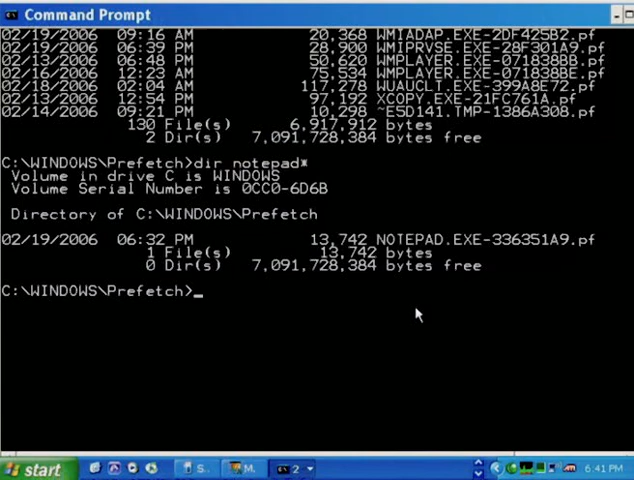 Command Prompt
02/19/2006 09:16 AM 20,368 WMIADAP.EXE-2DF425B2.pf
02/19/2006 06:39 PM 28,900 WMIPRVSE.EXE-28F301A9.pf
02/13/2006 06:48 PM 50,620 WMPLAYER.EXE-071838BB.pf
02/16/2006 12:23 AM 75,534 WMPLAYER.EXE-071838BE.pf
02/18/2006 02:04 AM 117,278 WUAUCLT.EXE-399A8E72.pf
02/13/2006 12:54 PM 97,192 XCOPY.EXE-21FC761A.pf
02/14/2006 09:21 PM 10,298 ~E5D141.TMP-1386A308.pf
130 File(s) 6,917,912 bytes
2 Dir(s) 7,091,728,384 bytes free
C:\WINDOWS\Prefetch>dir notepad*
Volume in drive C is WINDOWS
Volume Serial Number is 0CC0-6D6B
Directory of C:\WINDOWS\Prefetch
02/19/2006 06:32 PM 13,742 NOTEPAD.EXE-336351A9.pf
1 File(s) 13,742 bytes
0 Dir(s) 7,091,728,384 bytes free
C:\WINDOWS\Prefetch>_
start
S..
M.
2
6:41 PM